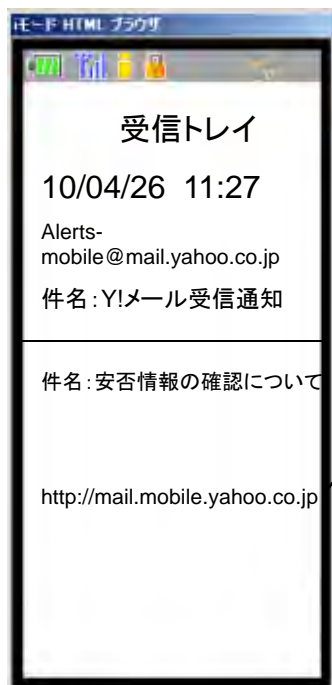 iモード HTML ブラウザ
受信トレイ
10/04/26 11:27
Alerts-
mobile@mail.yahoo.co.jp
件名:Y!メール受信通知
件名:安否情報の確認について
http://mail.mobile.yahoo.co.jp